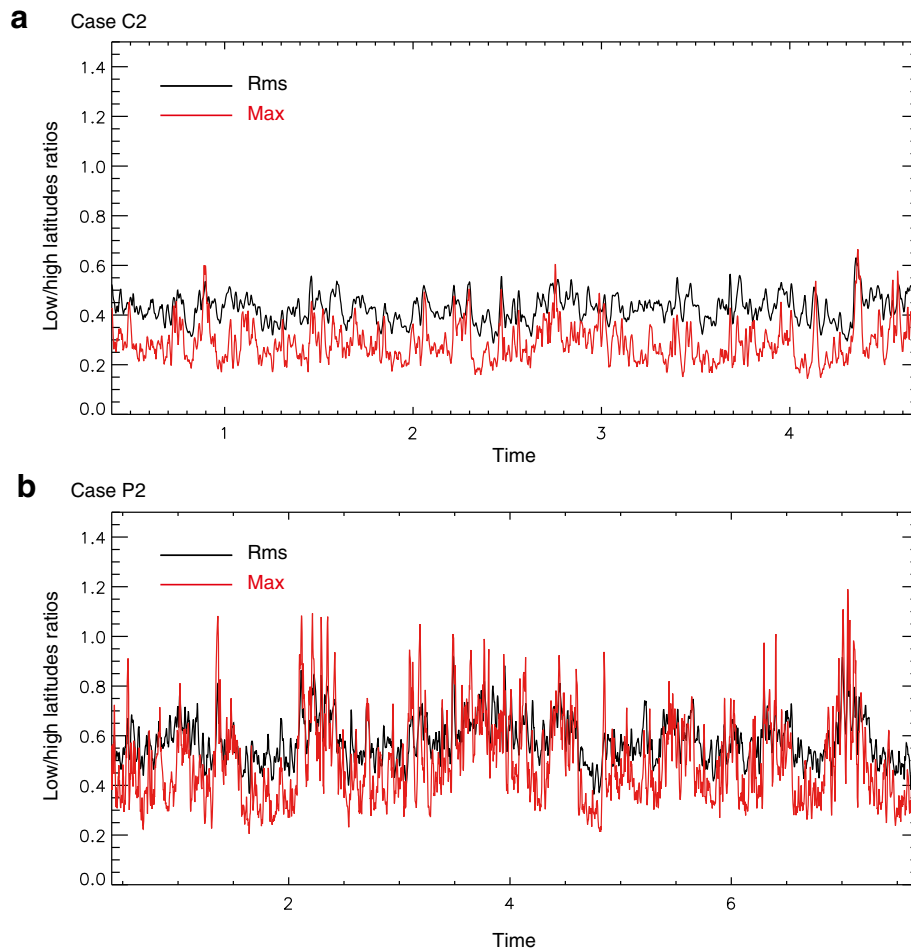 a
Case C2
1.4
1.2
1.0
0.8
0.6
0.4
0.2
0.0
Low/high latitudes ratios
Rms
Max
1 2 3 4
Time
b
Case P2
1.4
1.2
1.0
0.8
0.6
0.4
0.2
0.0
Low/high latitudes ratios
Rms
Max
2 4 6
Time